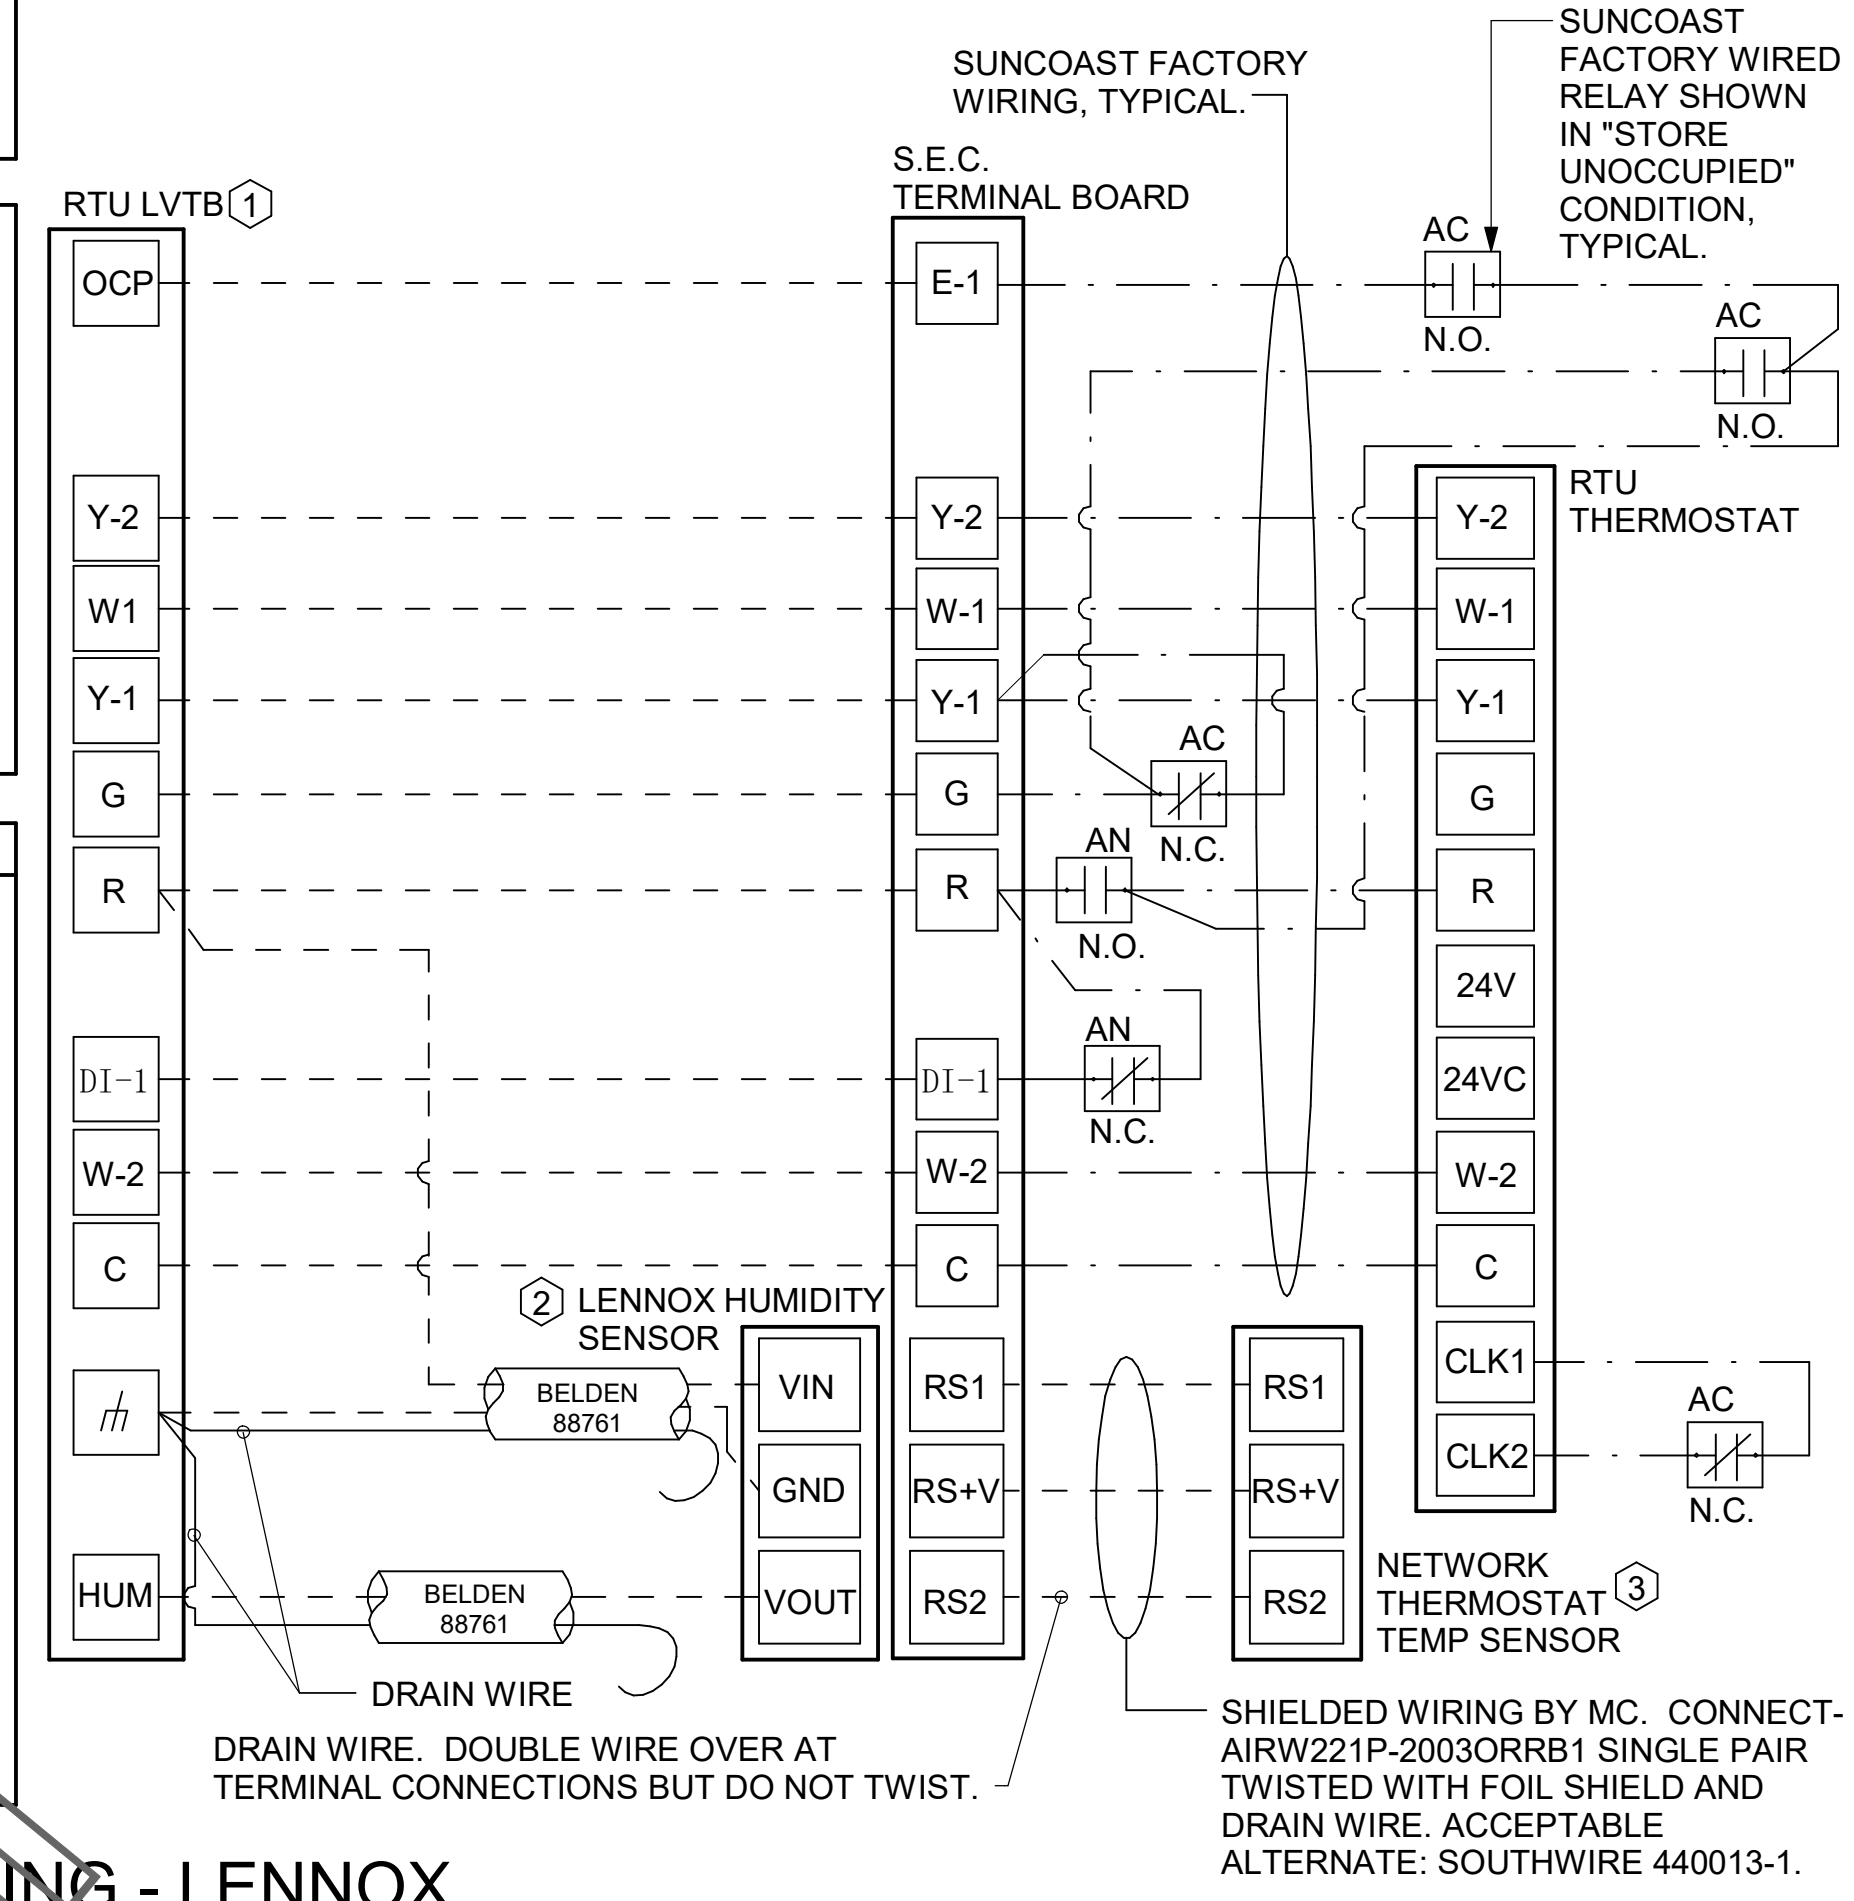 SUNCOAST
FACTORY WIRED
RELAY SHOWN
IN "STORE
UNOCCUPIED"
CONDITION,
TYPICAL.
SUNCOAST FACTORY
WIRING, TYPICAL.
S.E.C.
TERMINAL BOARD
RTU LVTB 1
OCP
E-1
AC
N.O.
AC
N.O.
RTU
THERMOSTAT
Y-2
Y-2
Y-2
W1
W-1
W-1
Y-1
Y-1
Y-1
AC
G
G
G
N.C.
AN
R
R
R
N.O.
24V
AN
DI-1
DI-1
24VC
N.C.
W-2
W-2
W-2
C
C
C
2 LENNOX HUMIDITY
SENSOR
VIN
RS1
RS1
CLK1
BELDEN
88761
AC
CLK2
N.C.
GND
RS+V
RS+V
HUM
BELDEN
88761
VOUT
RS2
RS2
NETWORK
THERMOSTAT 3
TEMP SENSOR
DRAIN WIRE
DRAIN WIRE. DOUBLE WIRE OVER AT
TERMINAL CONNECTIONS BUT DO NOT TWIST.
SHIELDED WIRING BY MC. CONNECT-
AIRW221P-2003ORRB1 SINGLE PAIR
TWISTED WITH FOIL SHIELD AND
DRAIN WIRE. ACCEPTABLE
ALTERNATE: SOUTHWIRE 440013-1.
ING - LENNOX